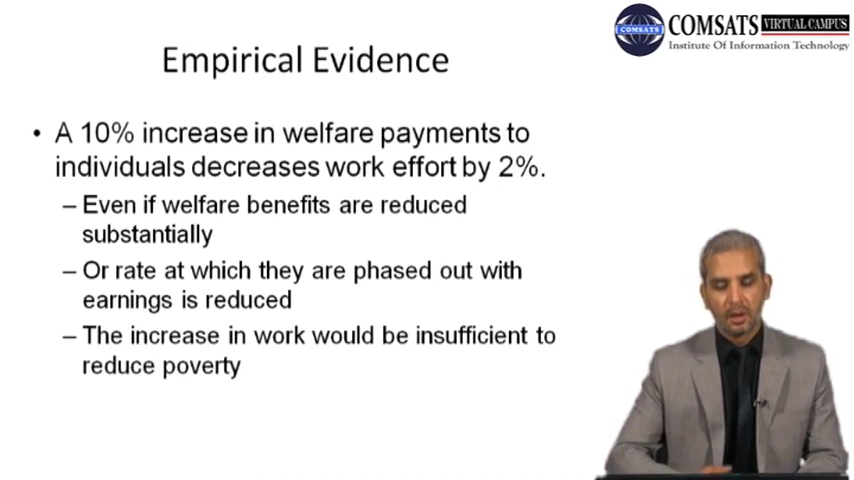 COMSATS
COMSATS VIRTUAL CAMPUS
Institute Of Information Technology
Empirical Evidence
• A 10% increase in welfare payments to
individuals decreases work effort by 2%.
– Even if welfare benefits are reduced
substantially
– Or rate at which they are phased out with
earnings is reduced
– The increase in work would be insufficient to
reduce poverty